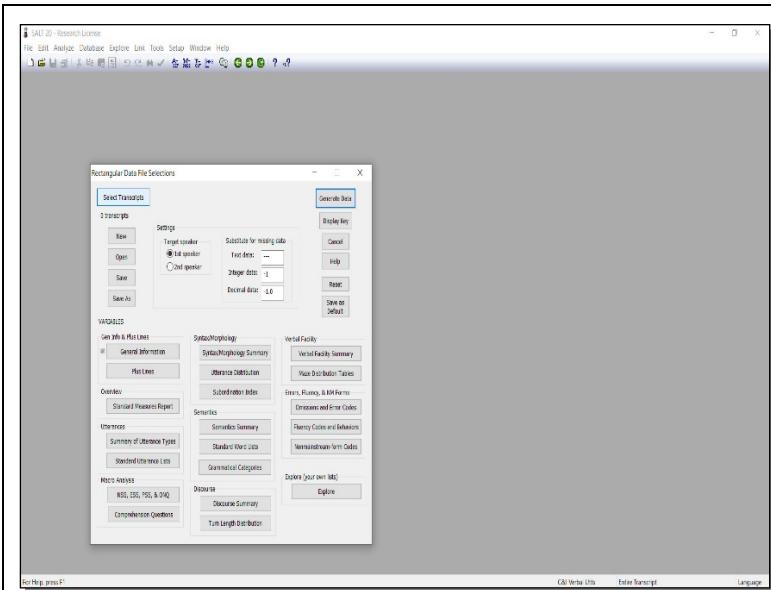 SALT 20 - Research License
File Edit Analyze Database Explore Link Tools Setup Window Help
Rectangular Data File Selections
Select Transcripts
Generate Data
0 transcripts
Display Key
New
Settings
Target speaker
Substitute for missing data
Cancel
1st speaker
Text data: ---
Open
2nd speaker
Help
Integer data: -1
Save
Decimal data: -1.0
Reset
Save As
Save as Default
VARIABLES
Gen Info & Plus Lines
General Information
Plus Lines
Overview
Standard Measures Report
Utterances
Summary of Utterance Types
Standard Utterance Lists
Macro Analysis
NSS, ESS, PSS, & ONQ
Comprehension Questions
Syntax/Morphology
Syntax/Morphology Summary
Utterance Distribution
Subordination Index
Semantics
Semantics Summary
Standard Word Lists
Grammatical Categories
Discourse
Discourse Summary
Turn Length Distribution
Verbal Facility
Verbal Facility Summary
Maze Distribution Tables
Errors, Fluency, & NM Forms
Omissions and Error Codes
Fluency Codes and Behaviors
Nonmainstream-form Codes
Explore (your own lists)
Explore
For Help, press F1
C&I Verbal Utts
Entire Transcript
Language